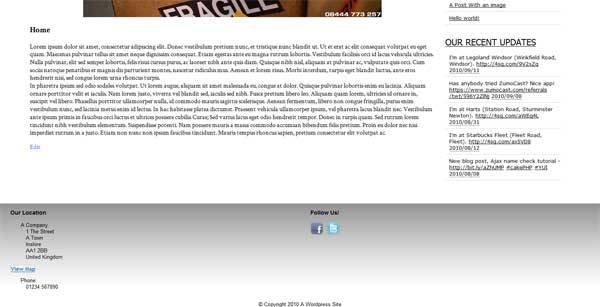 FRAGILE
08444 773 257
A Post With an image
Hello world!
OUR RECENT UPDATES
I'm at Legoland Windsor (Winkfield Road,
Windsor). http://4sq.com/9V2xZq
2010/09/11
Has anybody tried ZumoCast? Nice app!
https://www.zumocast.com/referrals
2010/08/09
I'm at Harts (Station Road, Sturminster
Newton).
2010/08/31
I'm at Starbucks Fleet (Fleet Road,
Fleet).
2010/08/12
New blog post, Ajax name check tutorial -
http://bit.ly/aZhUMP #cakePHP #YUI
2010/08/08
Home
Lorem ipsum dolor sit amet, consectetur adipiscing elit. Donec vestibulum pretium nunc, et tristique nunc blandit ut. Ut et erat ac elit consequat volutpat eu eget
quam. Vivamus pulvinar tellus sit amet neque dignissim consequat. Etiam egestas ante eu magna rutrum lobortis. Vestibulum facilisis orci id lacus vehicula ultricies.
Nulla pulvinar, elit sed semper lobortis, felis risus cursus purus, ac laoreet nibh ante quis diam. Quisque nibh nisl, aliquam at pulvinar ac, vulputate quis orci. Cum
sociis natoque penatibus et magnis dis parturient montes, nascetur ridiculus mus. Aenean et lorem risus. Morbi interdum, turpis eget blandit luctus, ante eros
hendrerit nisi, sed congue lorem urna rhoncus turpis.
In pharetra ipsum sed odio sodales volutpat. Ut lorem augue, aliquam sit amet malesuada eu, congue at dolor. Quisque pulvinar lobortis enim eu lacinia. Aliquam
ornare porttitor velit et iaculis. Nam lorem justo, viverra vel blandit sed, iaculis sed nibh. Fusce pretium libero leo. Aliquam quam lorem, ultricies id ornare in,
suscipit vel libero. Phasellus porttitor ullamcorper nulla, id commodo mauris sagittis scelerisque. Aenean fermentum, libero non congue fringilla, purus enim
vestibulum nunc, sed lacinia metus enim id lectus. In hac habitasse platea dictumst. Praesent vehicula ullamcorper ipsum, vel pharetra lacus blandit nec. Vestibulum
ante ipsum primis in faucibus orci luctus et ultrices posuere cubilia Curae; Sed varius lacus eget odio hendrerit tempor. Donec in turpis quam. Sed rutrum lorem
tincidunt nibh viverra vestibulum elementum. Suspendisse potenti. Nam posuere mauris a massa commodo accumsan bibendum felis pretium. Proin eu dolor nec nisi
imperdiet rutrum in a justo. Etiam non nunc non ipsum faucibus tincidunt. Mauris tempus rhoncus sapien, pretium consectetur elit volutpat ac.
Edit
Our Location
A Company
1 The Street
A Town
Inshire
AA1 2BB
United Kingdom
View Map
Phone:
01234 567890
Follow Us!
© Copyright 2010 A Wordpress Site